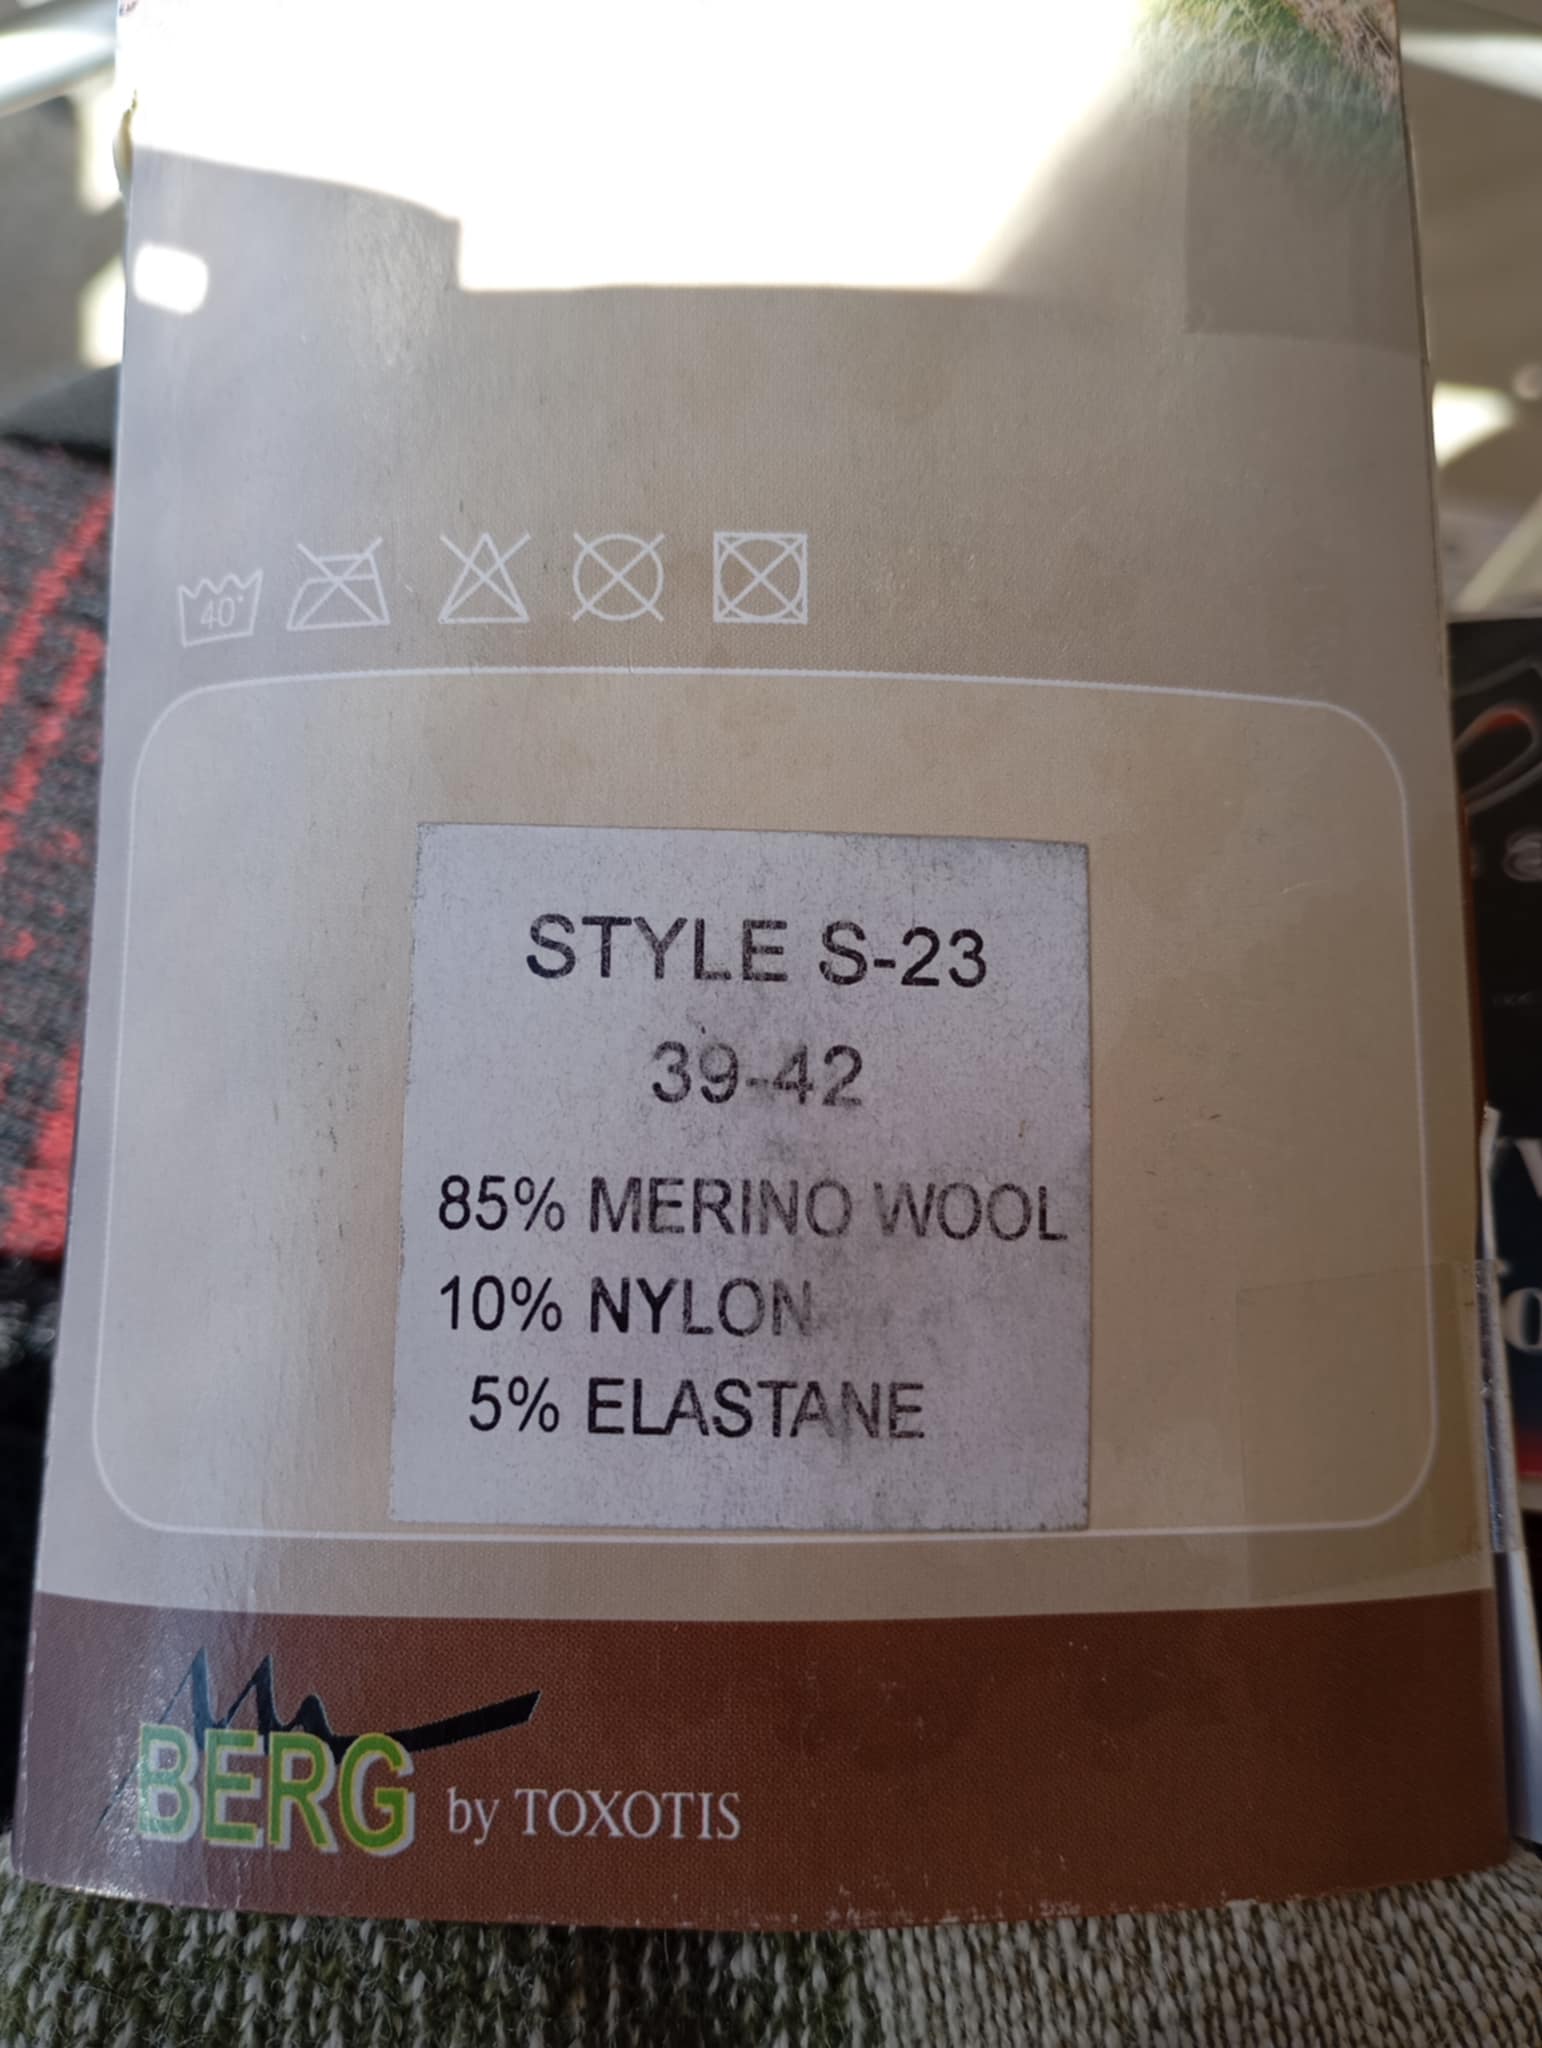 40°
STYLE S-23
39-42
85% MERINO WOOL
10% NYLON
5% ELASTANE
BERG by TOXOTIS